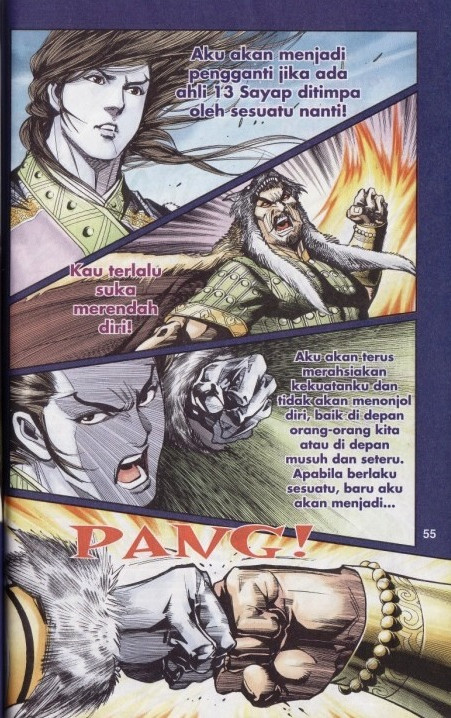 Aku akan menjadi
pengganti jika ada
ahli 13 Sayap ditimpa
oleh sesuatu nanti!
Kau terlalu
suka
merendah
diri!
Aku akan terus
merahsiakan
kekuatanku dan
tidak akan menonjol
diri, baik di depan
orang-orang kita
atau di depan
musuh dan seteru.
Apabila berlaku
sesuatu, baru aku
akan menjadi...
55
PANG!